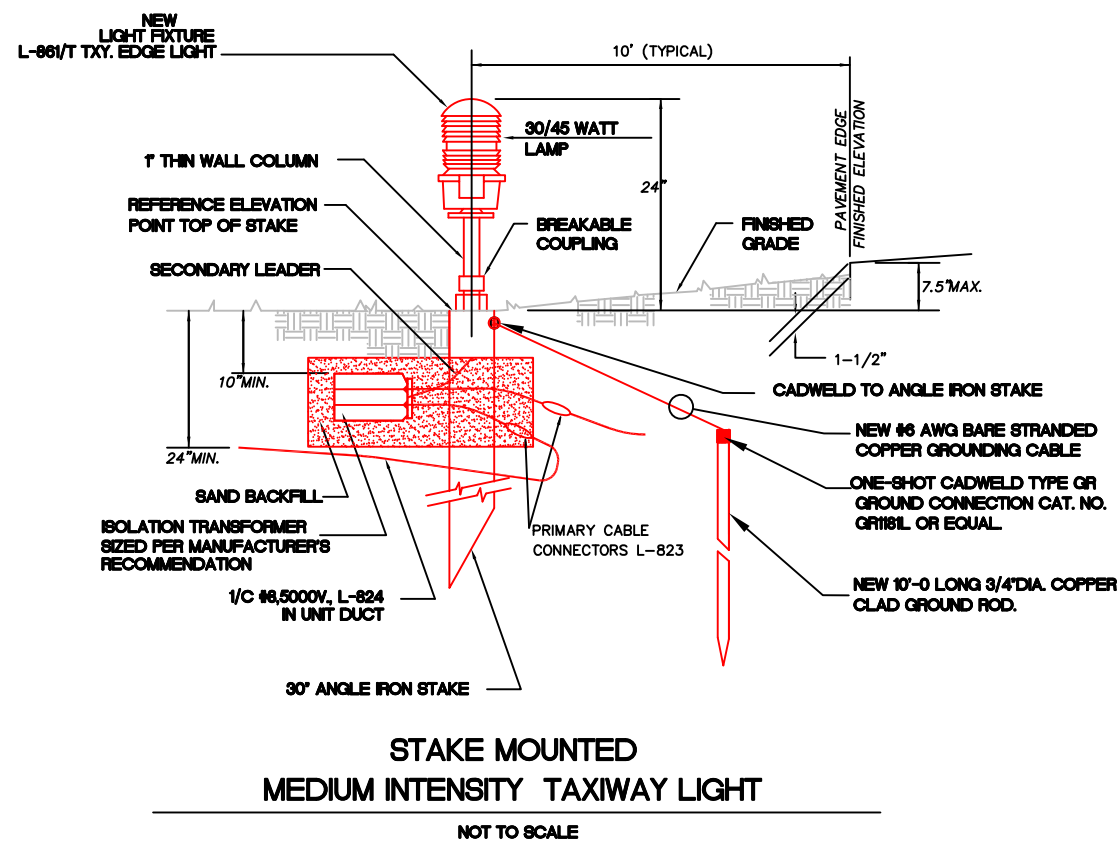 NEW
LIGHT FIXTURE
L-861/T TXY. EDGE LIGHT
10' (TYPICAL)
30/45 WATT
LAMP
1" THIN WALL COLUMN
24"
PAVEMENT EDGE
FINISHED ELEVATION
REFERENCE ELEVATION
POINT TOP OF STAKE
BREAKABLE
COUPLING
FINISHED
GRADE
SECONDARY LEADER
7.5"MAX.
1-1/2"
10"MIN.
CADWELD TO ANGLE IRON STAKE
24"MIN.
NEW #6 AWG BARE STRANDED
COPPER GROUNDING CABLE
SAND BACKFILL
ONE-SHOT CADWELD TYPE GR
GROUND CONNECTION CAT. NO.
GR1181L OR EQUAL.
ISOLATION TRANSFORMER
SIZED PER MANUFACTURER'S
RECOMMENDATION
PRIMARY CABLE
CONNECTORS L-823
1/C #8,5000V., L-824
IN UNIT DUCT
NEW 10'-0 LONG 3/4"DIA. COPPER
CLAD GROUND ROD.
30" ANGLE IRON STAKE
STAKE MOUNTED
MEDIUM INTENSITY TAXIWAY LIGHT
NOT TO SCALE